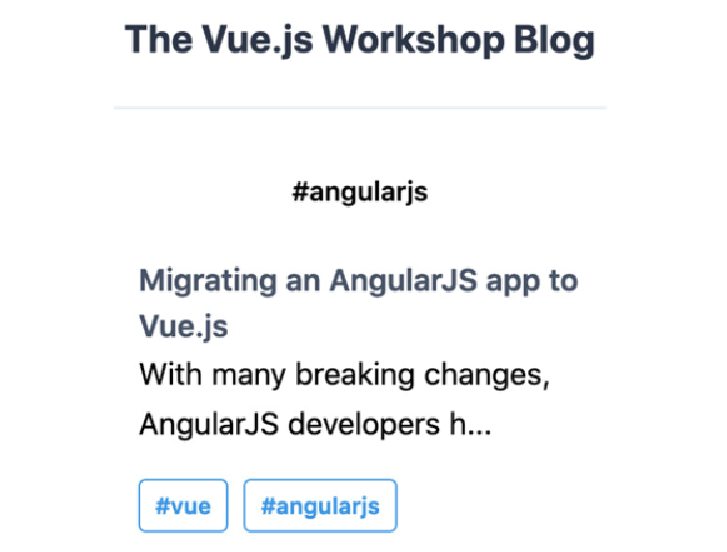 The Vue.js Workshop Blog
#angularjs
Migrating an AngularJS app to
Vue.js
With many breaking changes,
AngularJS developers h...
#vue #angularjs